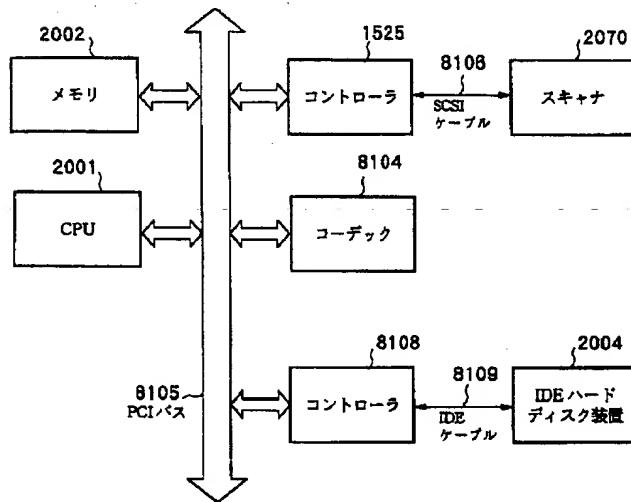 2002
メモリ
1525
コントローラ
8106
SCSI
ケーブル
2070
スキャナ
2001
CPU
8104
コーデック
8105
PCIバス
8108
コントローラ
8109
IDE
ケーブル
2004
IDEハード
ディスク装置